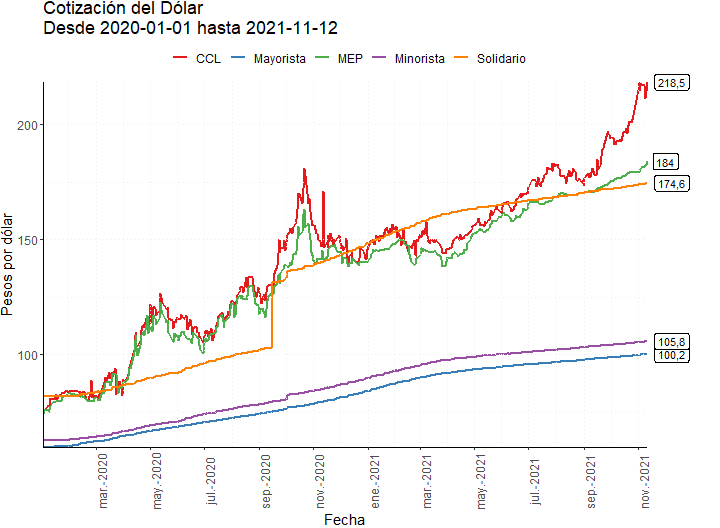 Cotización del Dólar
Desde 2020-01-01 hasta 2021-11-12
CCL Mayorista MEP Minorista Solidario
Pesos por dólar
200
150
100
218,5
184
174,6
105,8
100,2
mar.-2020
may.-2020
jul.-2020
sep.-2020
nov.-2020
ene.-2021
mar.-2021
may.-2021
jul.-2021
sep.-2021
nov.-2021
Fecha